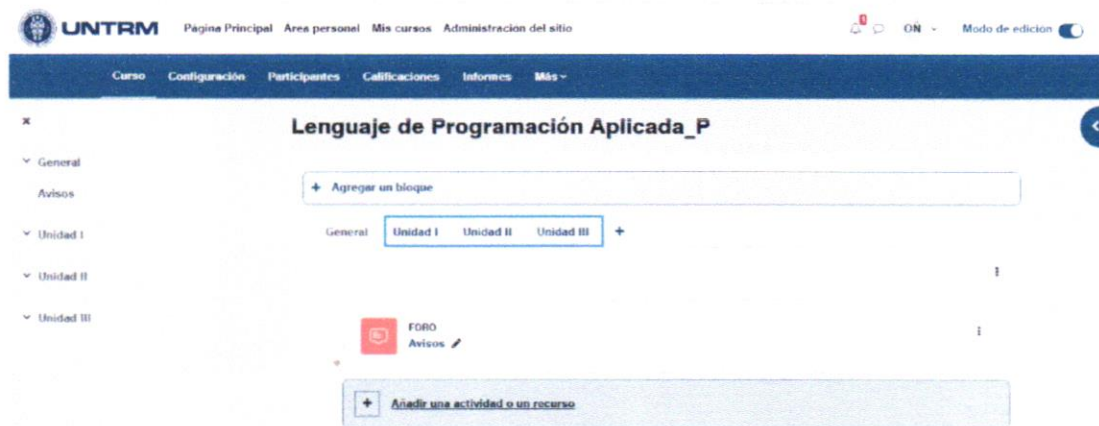 UNTRM Página Principal Area personal Mis cursos Administracion del sitio OÑ Modo de edición
Curso Configuración Participantes Calificaciones Informes Más
Lenguaje de Programación Aplicada_P
General
Avisos
Unidad I
Unidad II
Unidad III
+ Agregar un bloque
General Unidad I Unidad II Unidad III +
FORO
Avisos
+ Añadir una actividad o un recurso